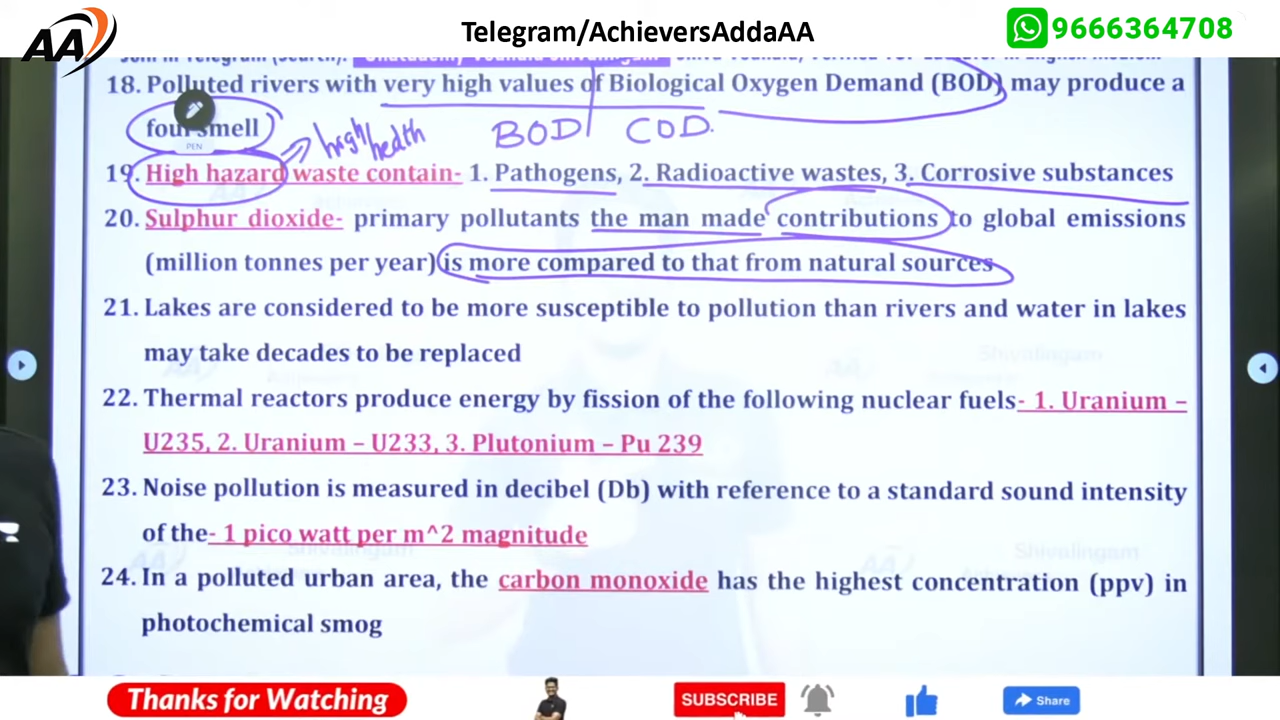 AA
Telegram/AchieversAddaAA
9666364708
18. Polluted rivers with very high values of Biological Oxygen Demand (BOD) may produce a
foul smell
PEN
high/health
BOD COD.
19. High hazard waste contain- 1. Pathogens, 2. Radioactive wastes, 3. Corrosive substances
20. Sulphur dioxide- primary pollutants the man made contributions to global emissions
(million tonnes per year) is more compared to that from natural sources
21. Lakes are considered to be more susceptible to pollution than rivers and water in lakes
may take decades to be replaced
Shivalingam
22. Thermal reactors produce energy by fission of the following nuclear fuels- 1. Uranium –
U235, 2. Uranium – U233, 3. Plutonium – Pu 239
23. Noise pollution is measured in decibel (Db) with reference to a standard sound intensity
of the- 1 pico watt per m^2 magnitude
Shivalingam
Shivalingam
24. In a polluted urban area, the carbon monoxide has the highest concentration (ppv) in
photochemical smog
Thanks for Watching
SUBSCRIBE
Share